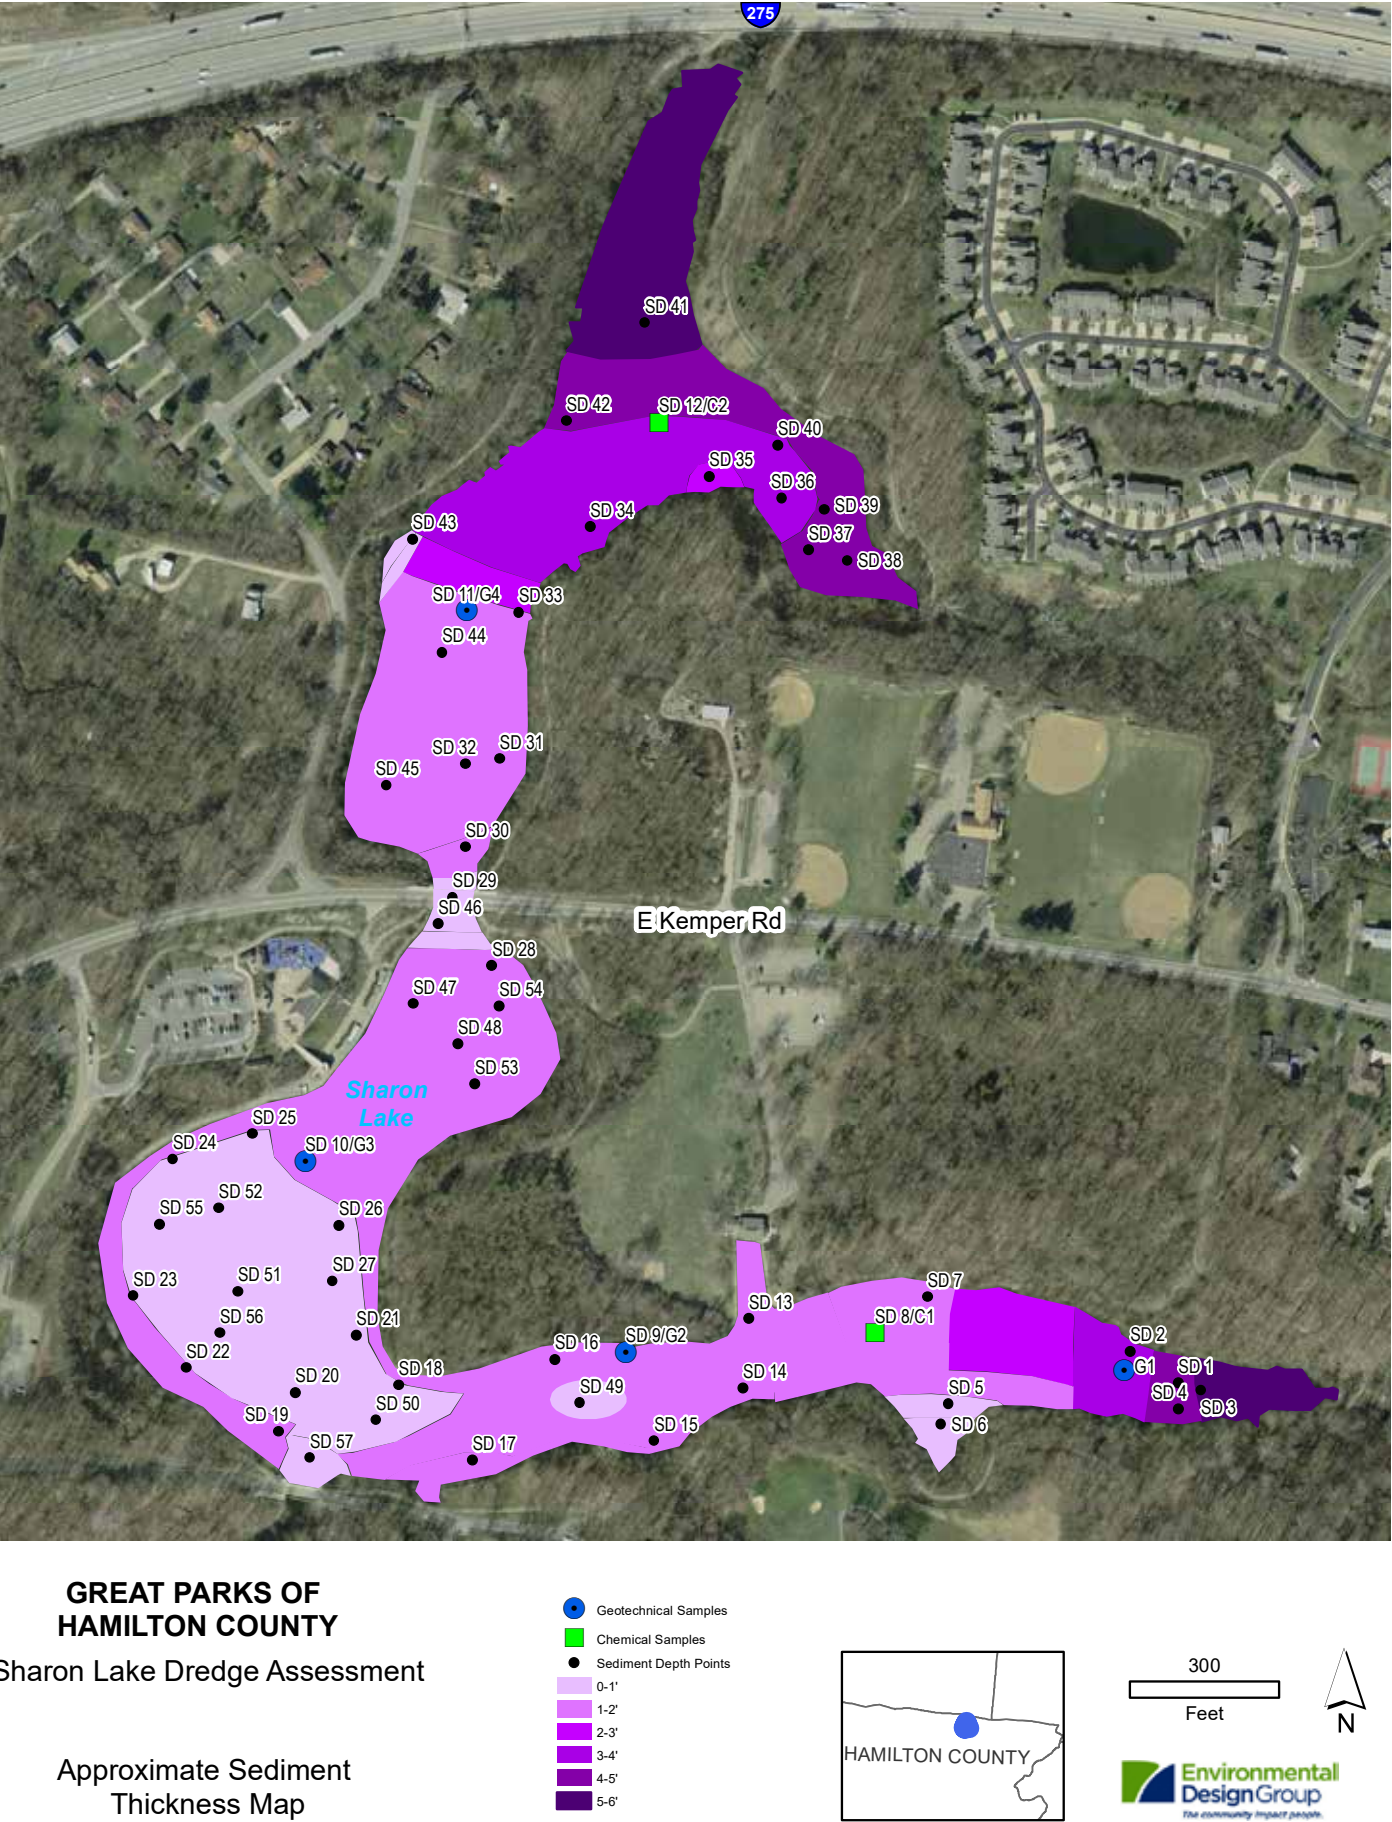 275
SD 41
SD 42
SD 12/C2
SD 40
SD 35
SD 36
SD 34
SD 39
SD 43
SD 37
SD 38
SD 11/G4
SD 33
SD 44
SD 32
SD 31
SD 45
SD 30
SD 29
SD 46
E Kemper Rd
SD 28
SD 47
SD 54
SD 48
SD 53
Sharon
Lake
SD 25
SD 24
SD 10/G3
SD 52
SD 55
SD 26
SD 27
SD 51
SD 23
SD 7
SD 13
SD 56
SD 21
SD 8/C1
SD 16
SD 9/G2
SD 2
SD 22
SD 18
SD 14
G1
SD 1
SD 20
SD 49
SD 5
SD 4
SD 50
SD 3
SD 19
SD 15
SD 6
SD 57
SD 17
GREAT PARKS OF
HAMILTON COUNTY
Sharon Lake Dredge Assessment
Approximate Sediment
Thickness Map
Geotechnical Samples
Chemical Samples
Sediment Depth Points
0-1'
1-2'
2-3'
3-4'
4-5'
5-6'
HAMILTON COUNTY
300
Feet
N
Environmental
DesignGroup
The community impact people.